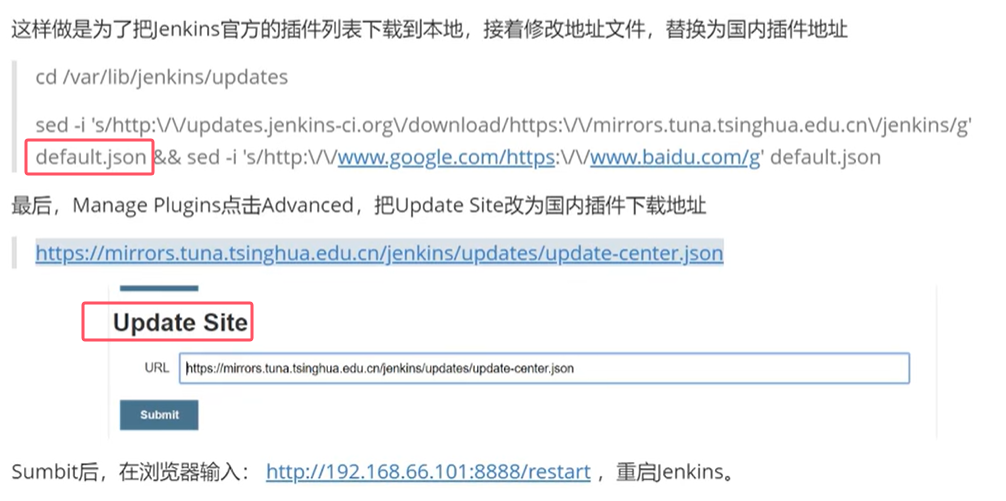 这样做是为了把Jenkins官方的插件列表下载到本地，接着修改地址文件，替换为国内插件地址
cd /var/lib/jenkins/updates
sed -i 's/http:\/\/updates.jenkins-ci.org\/download/https:\/\/mirrors.tuna.tsinghua.edu.cn\/jenkins/g'
default.json && sed -i 's/http:\/\/www.google.com/https:\/\/www.baidu.com/g' default.json
最后，Manage Plugins点击Advanced，把Update Site改为国内插件下载地址
https://mirrors.tuna.tsinghua.edu.cn/jenkins/updates/update-center.json
Update Site
URL https://mirrors.tuna.tsinghua.edu.cn/jenkins/updates/update-center.json
Submit
Sumbit后，在浏览器输入： http://192.168.66.101:8888/restart ，重启Jenkins。